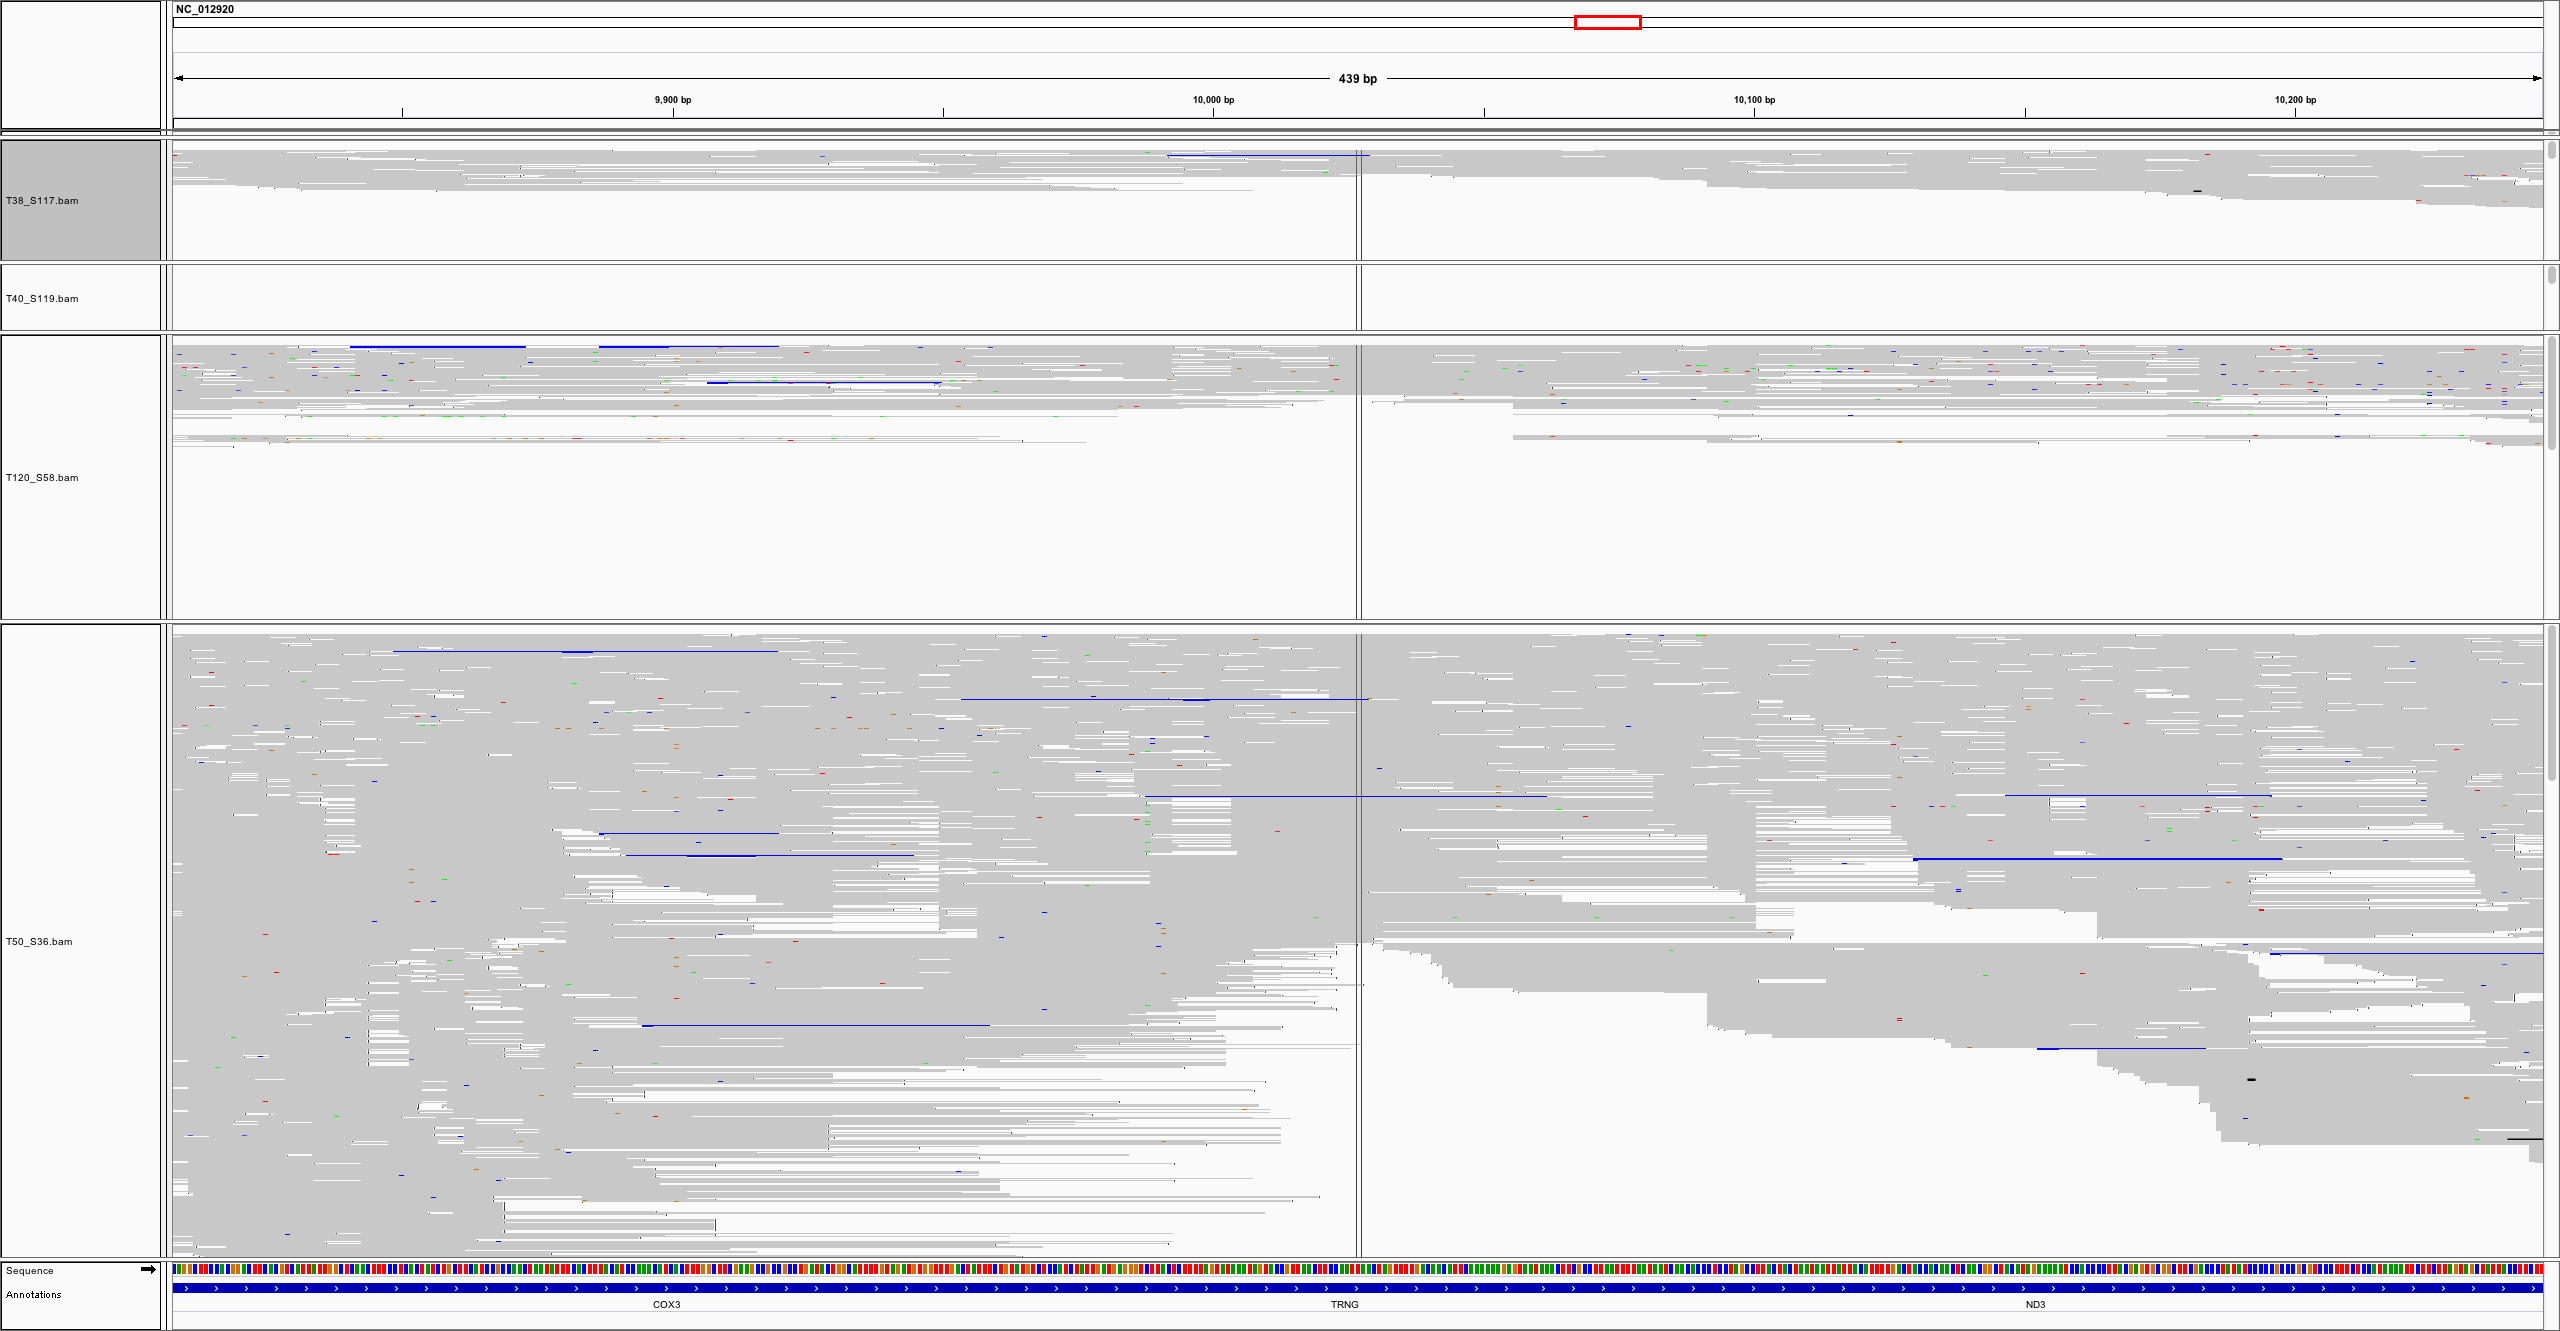 NC_012920
439 bp
9,900 bp 10,000 bp 10,100 bp 10,200 bp
T38_S117.bam
T40_S119.bam
T120_S58.bam
T50_S36.bam
Sequence
Annotations
COX3 TRNG ND3